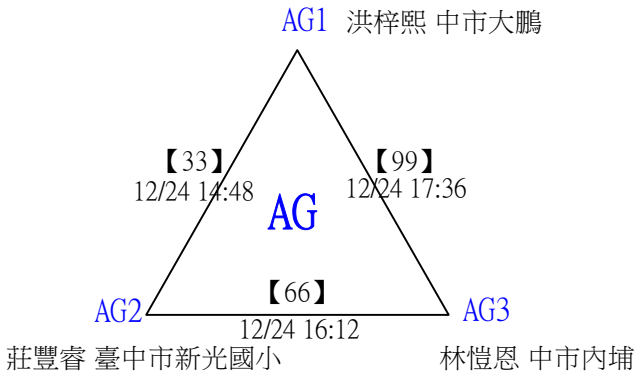 AG1 洪梓熙 中市大鵬
【33】
12/24 14:48
【99】
12/24 17:36
AG
【66】
12/24 16:12
AG2
莊豐睿 臺中市新光國小
AG3
林愷恩 中市內埔